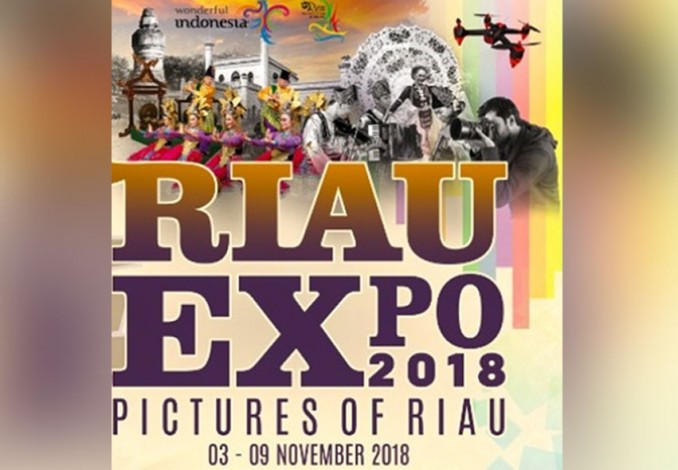 wonderful
indonesia
RIAU
EXPO
2018
PICTURES OF RIAU
03 - 09 NOVEMBER 2018